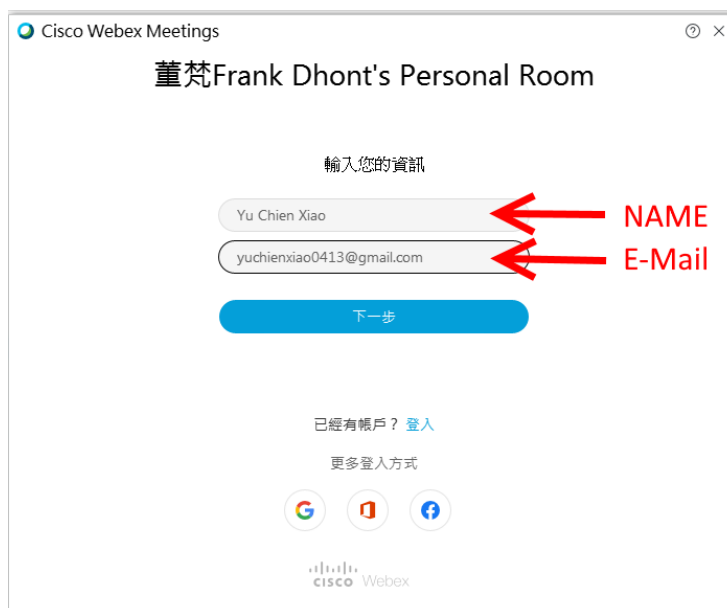 Cisco Webex Meetings
董梵Frank Dhont's Personal Room
輸入您的資訊
Yu Chien Xiao
NAME
yuchienxiao0413@gmail.com
E-Mail
下一步
已經有帳戶？ 登入
更多登入方式
cisco Webex